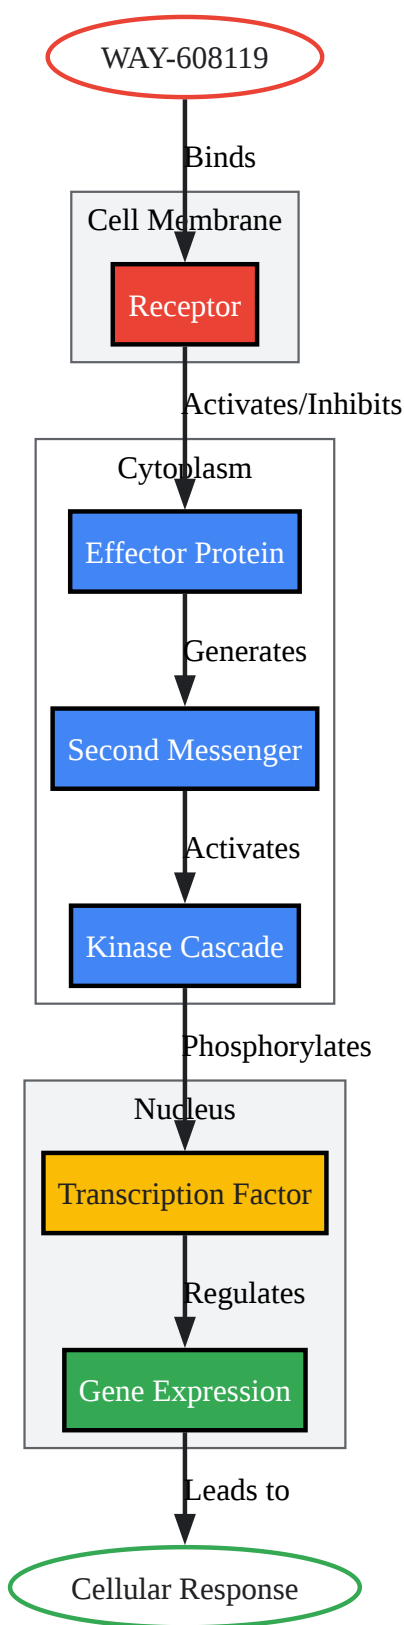 WAY-608119
Binds
Cell Membrane
Receptor
Activates/Inhibits
Cytoplasm
Effector Protein
Generates
Second Messenger
Activates
Kinase Cascade
Phosphorylates
Nucleus
Transcription Factor
Regulates
Gene Expression
Leads to
Cellular Response